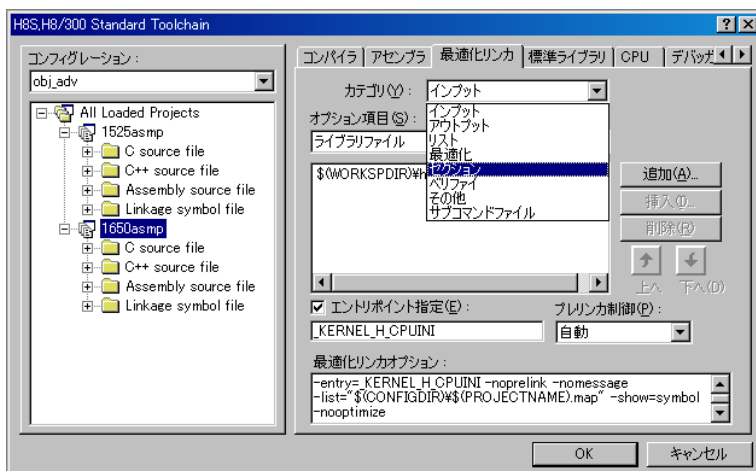 H8S,H8/300 Standard Toolchain
コンフィグレーション :
obj_adv
All Loaded Projects
1525asmp
C source file
C++ source file
Assembly source file
Linkage symbol file
1650asmp
C source file
C++ source file
Assembly source file
Linkage symbol file
コンパイラ アセンブラ 最適化リンカ 標準ライブラリ CPU デバッガ
カテゴリ(Y) : インプット
インプット
アウトプット
リスト
最適化
セクション
ベリファイ
その他
サブコマンドファイル
オプション項目(S) :
ライブラリファイル
$(WORKSPDIR)¥h
追加(A)...
挿入(I)...
削除(R)
上へ 下へ(D)
エントリポイント指定(E) :
_KERNEL_H_CPUINI
プレリンカ制御(P) :
自動
最適化リンカオプション :
-entry=_KERNEL_H_CPUINI -noprelink -nomessage
-list="$(CONFIGDIR)¥$(PROJECTNAME).map" -show=symbol
-nooptimize
OK キャンセル